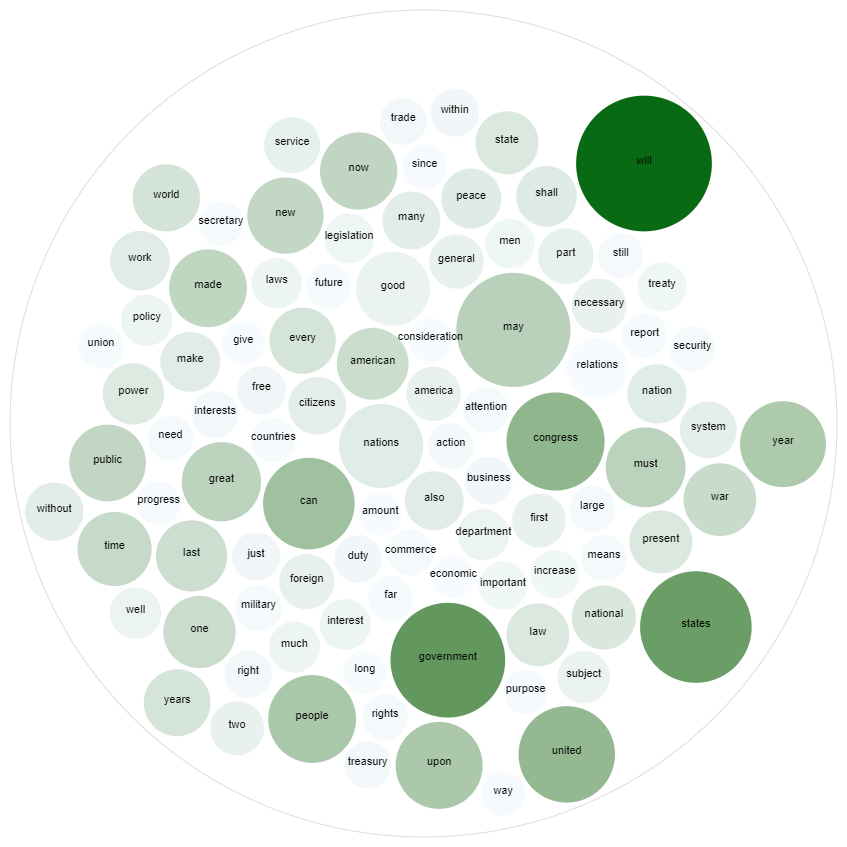 within
trade
service
state
will
since
now
world
shall
peace
new
many
secretary
legislation
men
part
still
work
general
laws
future
made
good
treaty
necessary
policy
may
report
every
give
consideration
union
security
make
american
relations
free
power
america
nation
citizens
interests
attention
system
need
countries
nations
action
congress
year
public
must
great
business
war
progress
can
also
without
amount
large
first
department
present
time
last
just
duty
commerce
means
foreign
economic
important
increase
far
military
well
interest
national
one
law
states
much
government
right
long
subject
purpose
years
people
rights
two
united
treasury
upon
way